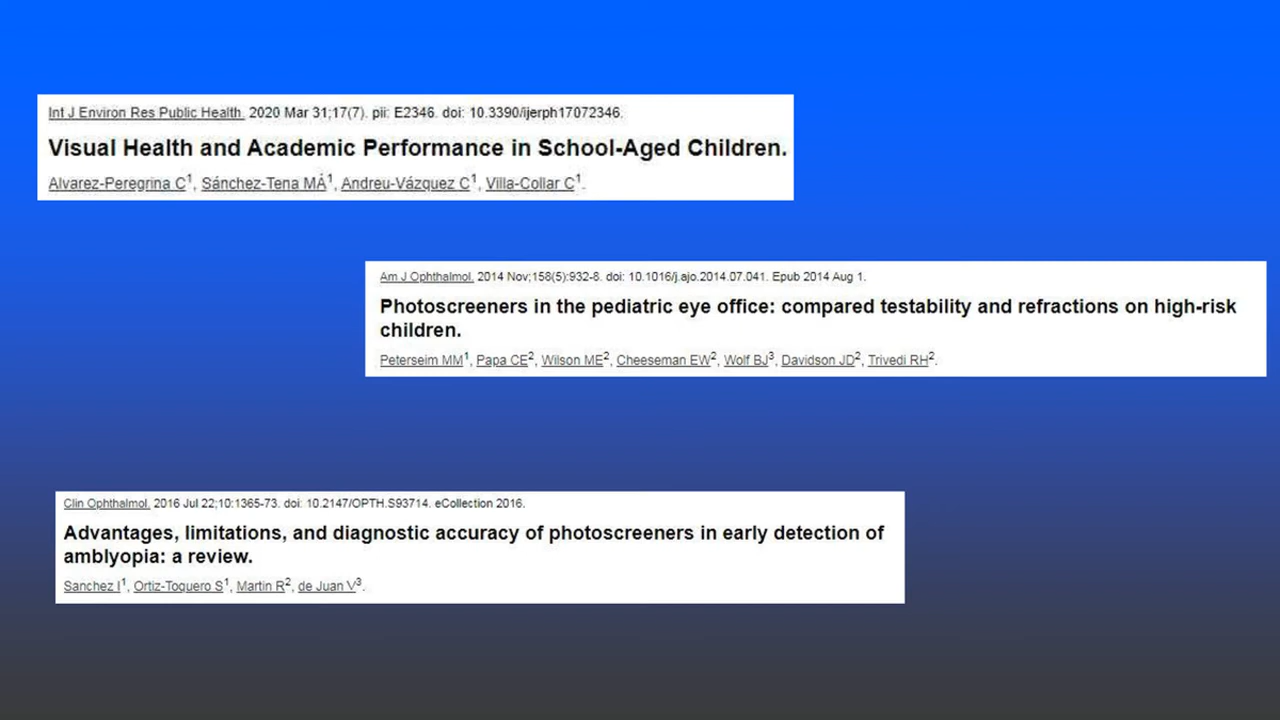 Int J Environ Res Public Health. 2020 Mar 31;17(7). pii: E2346. doi: 10.3390/ijerph17072346.
Visual Health and Academic Performance in School-Aged Children.
Alvarez-Peregrina C1, Sánchez-Tena MÁ1, Andreu-Vázquez C1, Villa-Collar C1.
Am J Ophthalmol. 2014 Nov;158(5):932-8. doi: 10.1016/j.ajo.2014.07.041. Epub 2014 Aug 1.
Photoscreeners in the pediatric eye office: compared testability and refractions on high-risk
children.
Peterseim MM1, Papa CE2, Wilson ME2, Cheeseman EW2, Wolf BJ3, Davidson JD2, Trivedi RH2.
Clin Ophthalmol. 2016 Jul 22;10:1365-73. doi: 10.2147/OPTH.S93714. eCollection 2016.
Advantages, limitations, and diagnostic accuracy of photoscreeners in early detection of
amblyopia: a review.
Sanchez I1, Ortiz-Toquero S1, Martin R2, de Juan V3.